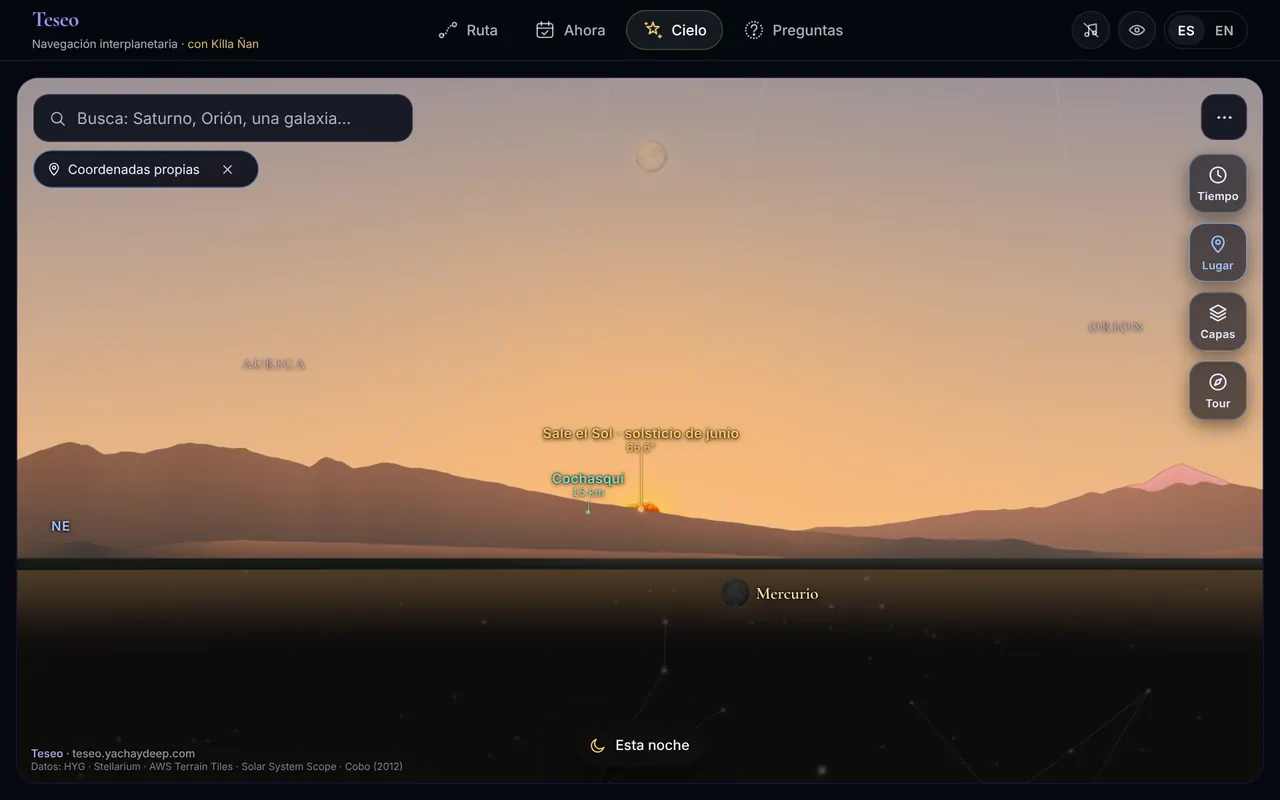 Teseo
Navegación interplanetaria · con Killa Ñan
Ruta
Ahora
Cielo
Preguntas
ES
EN
Busca: Saturno, Orión, una galaxia...
Coordenadas propias
Tiempo
Lugar
Capas
Tour
ORION
AURIGA
Sale el Sol · solsticio de junio
66.6°
Cochasquí
15 km
NE
Mercurio
Esta noche
Teseo · teseo.yachaydeep.com
Datos: HYG · Stellarium · AWS Terrain Tiles · Solar System Scope · Cobo (2012)